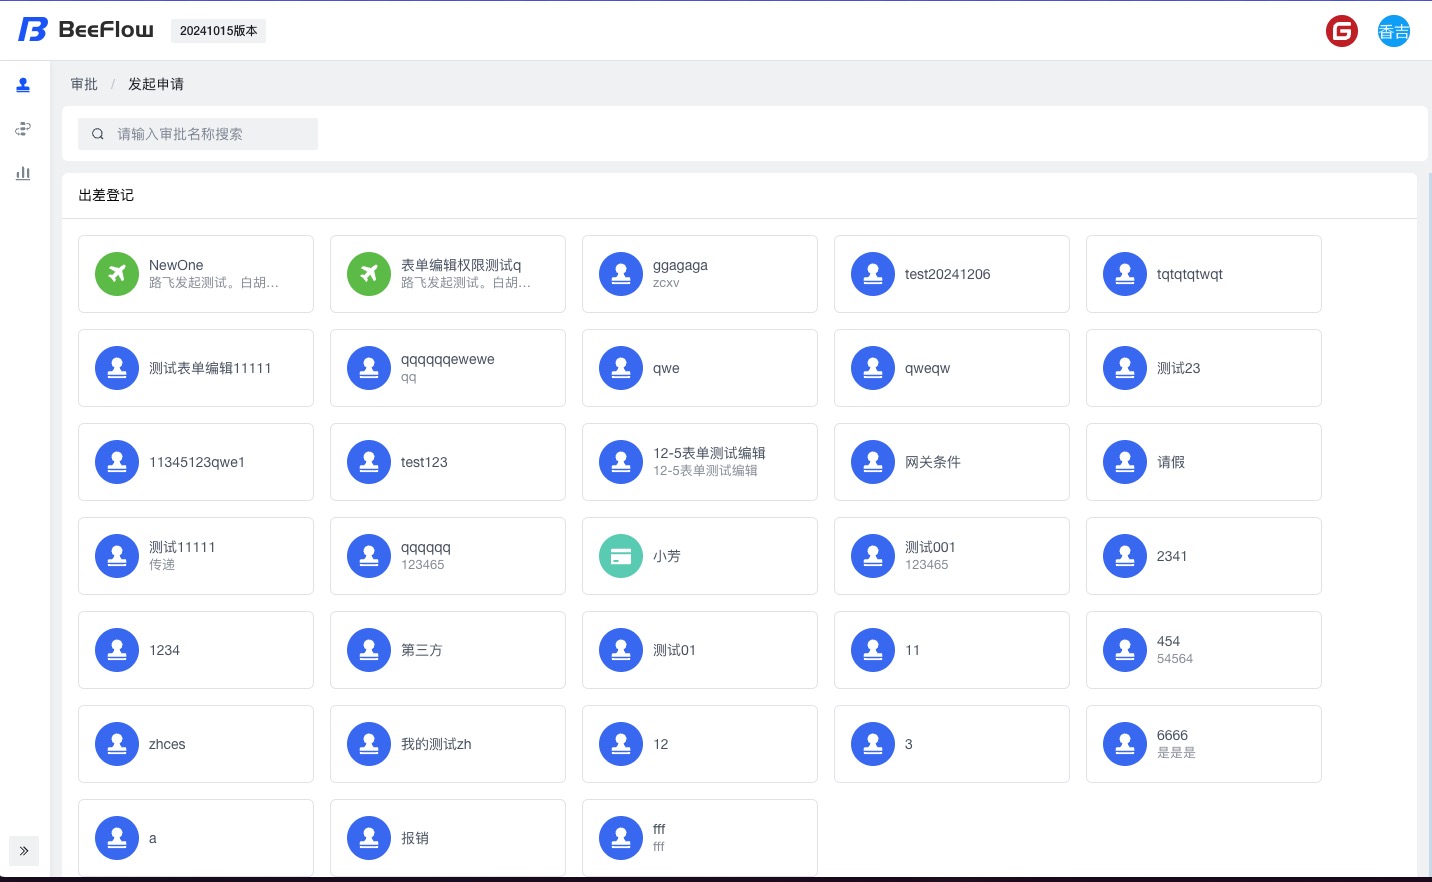 BeeFlow
20241015版本
香吉
审批 / 发起申请
请输入审批名称搜索
出差登记
NewOne
路飞发起测试。白胡...
表单编辑权限测试q
路飞发起测试。白胡...
ggagaga
zcxv
test20241206
tqtqtqtwqt
测试表单编辑11111
qqqqqqewewe
qq
qwe
qweqw
测试23
11345123qwe1
test123
12-5表单测试编辑
12-5表单测试编辑
网关条件
请假
测试11111
传递
qqqqqq
123465
小芳
测试001
123465
2341
1234
第三方
测试01
11
454
54564
zhces
我的测试zh
12
3
6666
是是是
a
报销
fff
fff